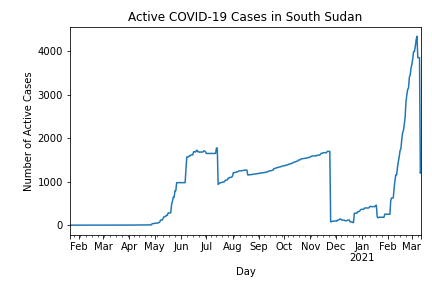 Active COVID-19 Cases in South Sudan
Number of Active Cases
4000
3000
2000
1000
0
Feb Mar Apr May Jun Jul Aug Sep Oct Nov Dec Jan Feb Mar
2021
Day